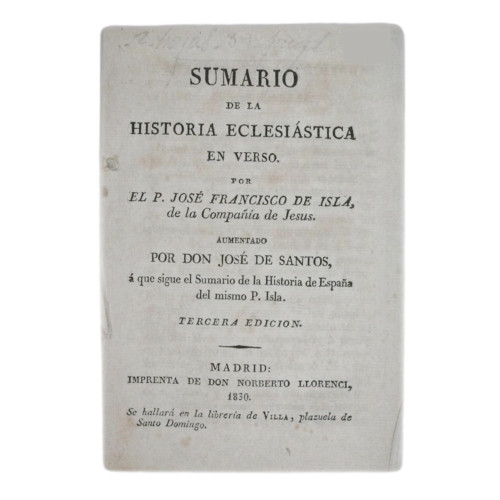 SUMARIO
DE LA
HISTORIA ECLESIÁSTICA
EN VERSO.
POR
EL P. JOSÉ FRANCISCO DE ISLA,
de la Compañía de Jesus.
AUMENTADO
POR DON JOSÉ DE SANTOS,
á que sigue el Sumario de la Historia de España
del mismo P. Isla.
TERCERA EDICION.
MADRID:
IMPRENTA DE DON NORBERTO LLORENCI,
1830.
Se hallará en la librería de VILLA, plazuela de
Santo Domingo.